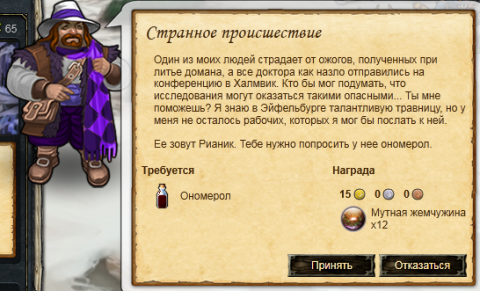 65
Странное происшествие
Один из моих людей страдает от ожогов, полученных при
литье домана, а все доктора как назло отправились на
конференцию в Халмвик. Кто бы мог подумать, что
исследования могут оказаться такими опасными... Ты мне
поможешь? Я знаю в Эйфельбурге талантливую травницу, но у
меня не осталось рабочих, которых я мог бы послать к ней.
Ее зовут Рианик. Тебе нужно попросить у нее ономерол.
Требуется
Награда
Ономерол
15 0 0
Мутная жемчужина
x12
Принять
Отказаться